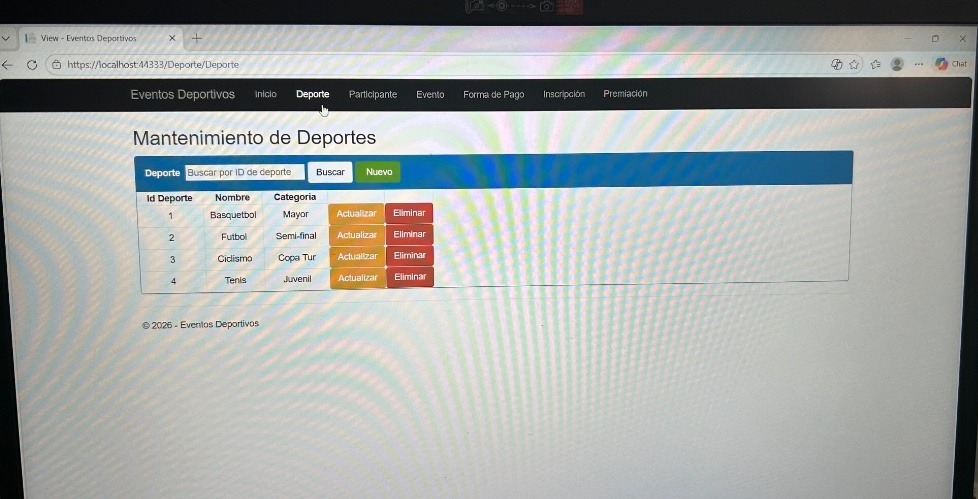 View - Eventos Deportivos
https://localhost:44333/Deporte/Deporte
Chat
Eventos Deportivos Inicio Deporte Participante Evento Forma de Pago Inscripción Premiación
Mantenimiento de Deportes
Deporte Buscar por ID de deporte Buscar Nuevo
Id Deporte Nombre Categoria
1 Basquetbol Mayor Actualizar Eliminar
2 Futbol Semi-final Actualizar Eliminar
3 Ciclismo Copa Tur Actualizar Eliminar
4 Tenis Juvenil Actualizar Eliminar
© 2026 - Eventos Deportivos